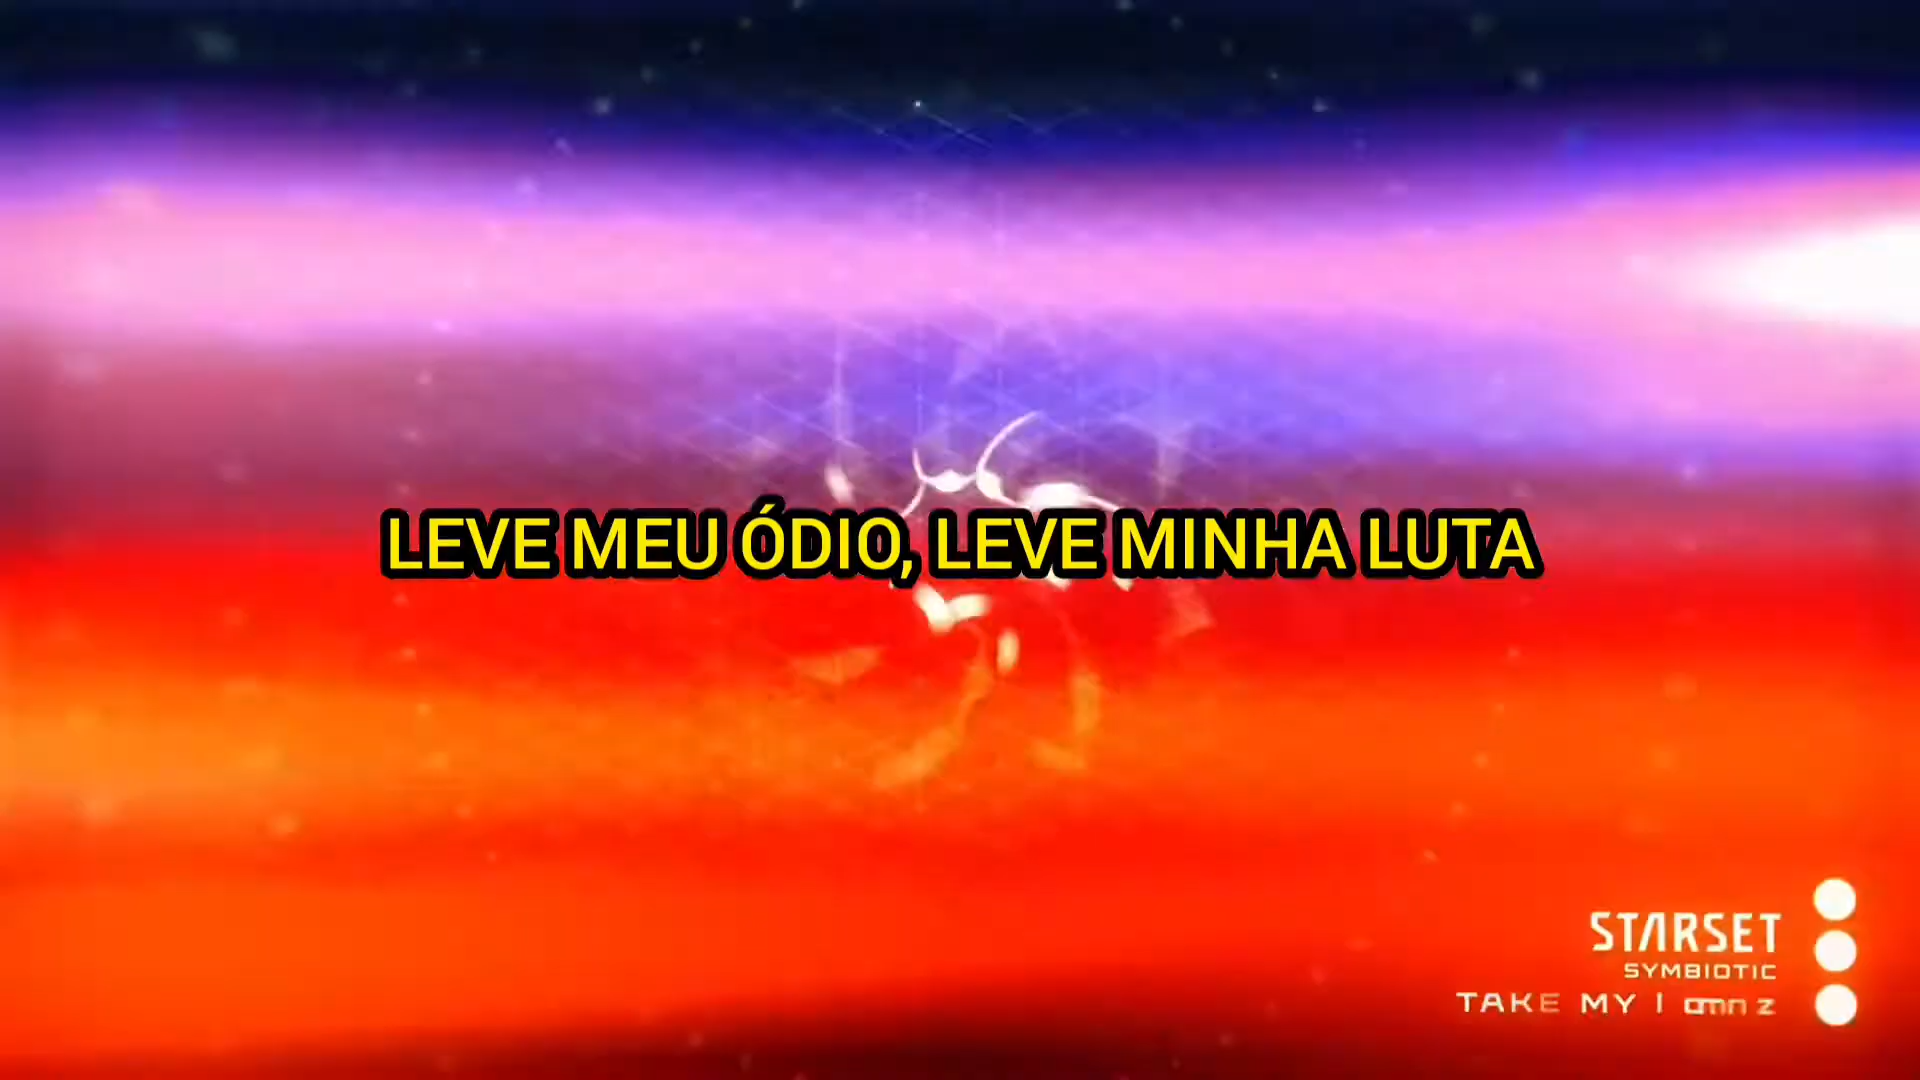 LEVE MEU ÓDIO, LEVE MINHA LUTA
STARSET
SYMBIOTIC
TAKE MY